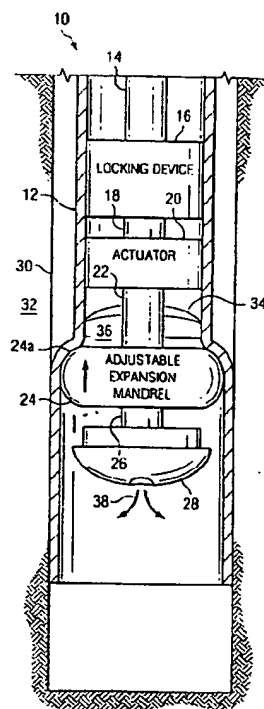 10
14
16
LOCKING DEVICE
12
18
20
ACTUATOR
30
22
32
34
36
24a
ADJUSTABLE
EXPANSION
MANDREL
24
26
38
28